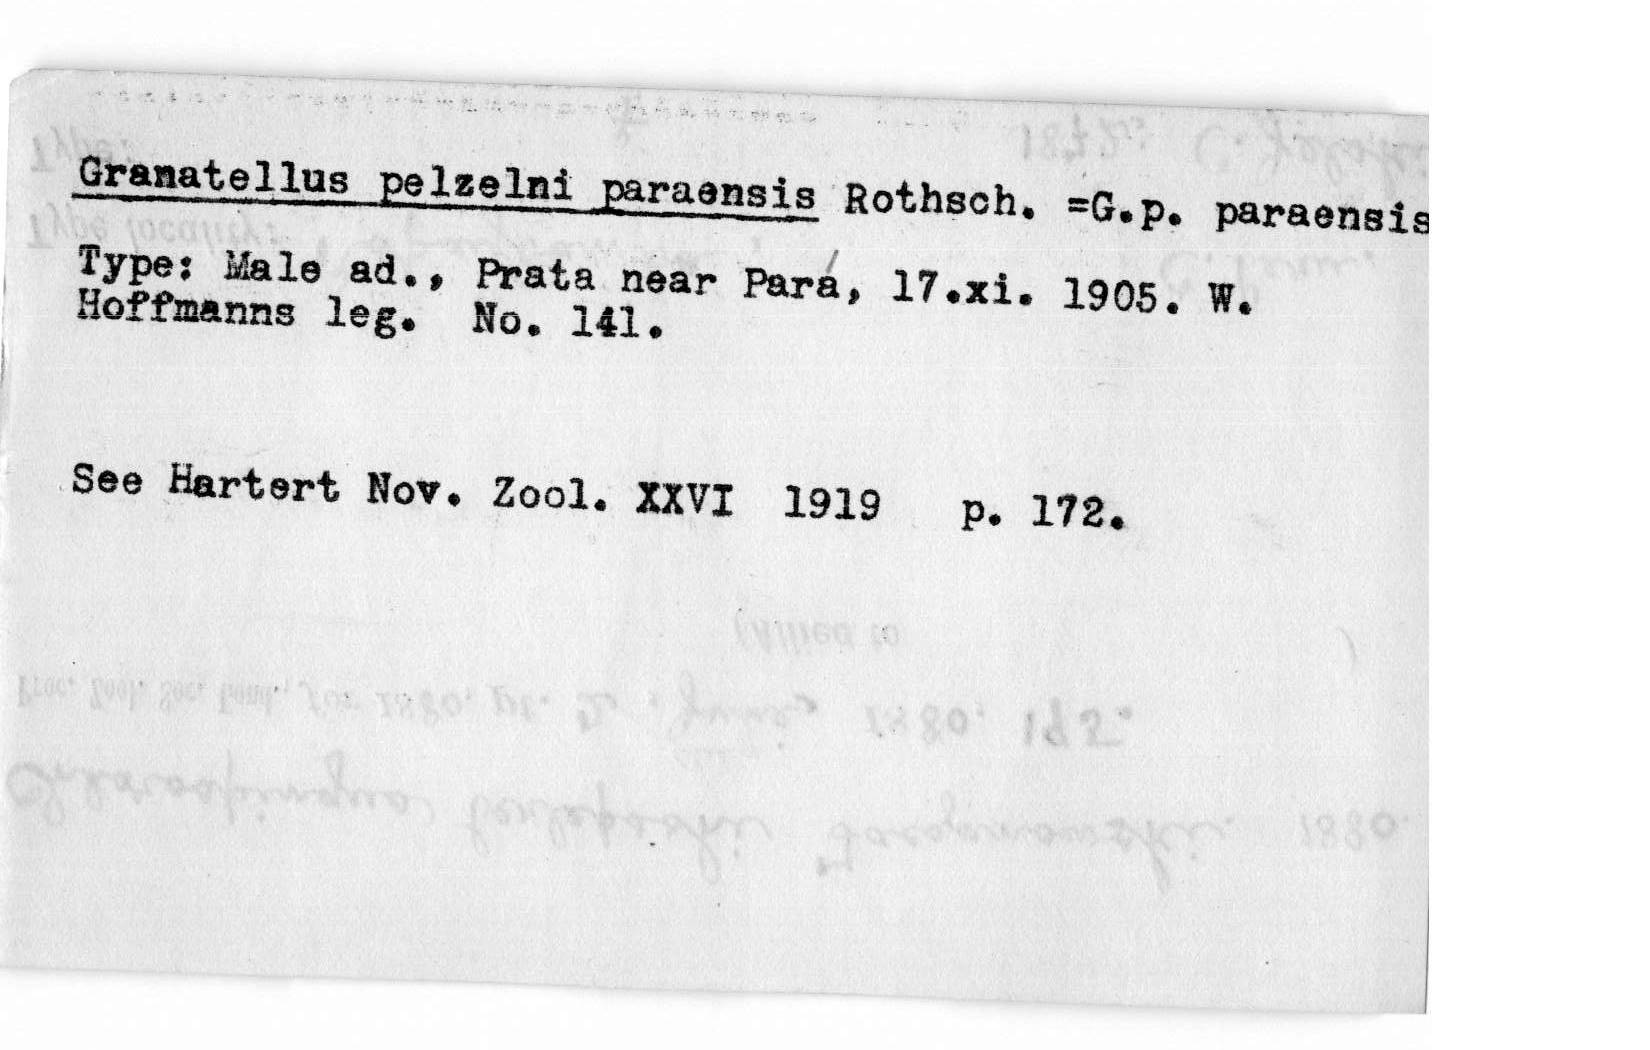 Granatellus pelzelni paraensis Rothsch. =G.p. paraensis
Type: Male ad., Prata near Pará, 17.xi. 1905. W.
Hoffmanns leg. No. 141.
See Hartert Nov. Zool. XXVI 1919 p. 172.